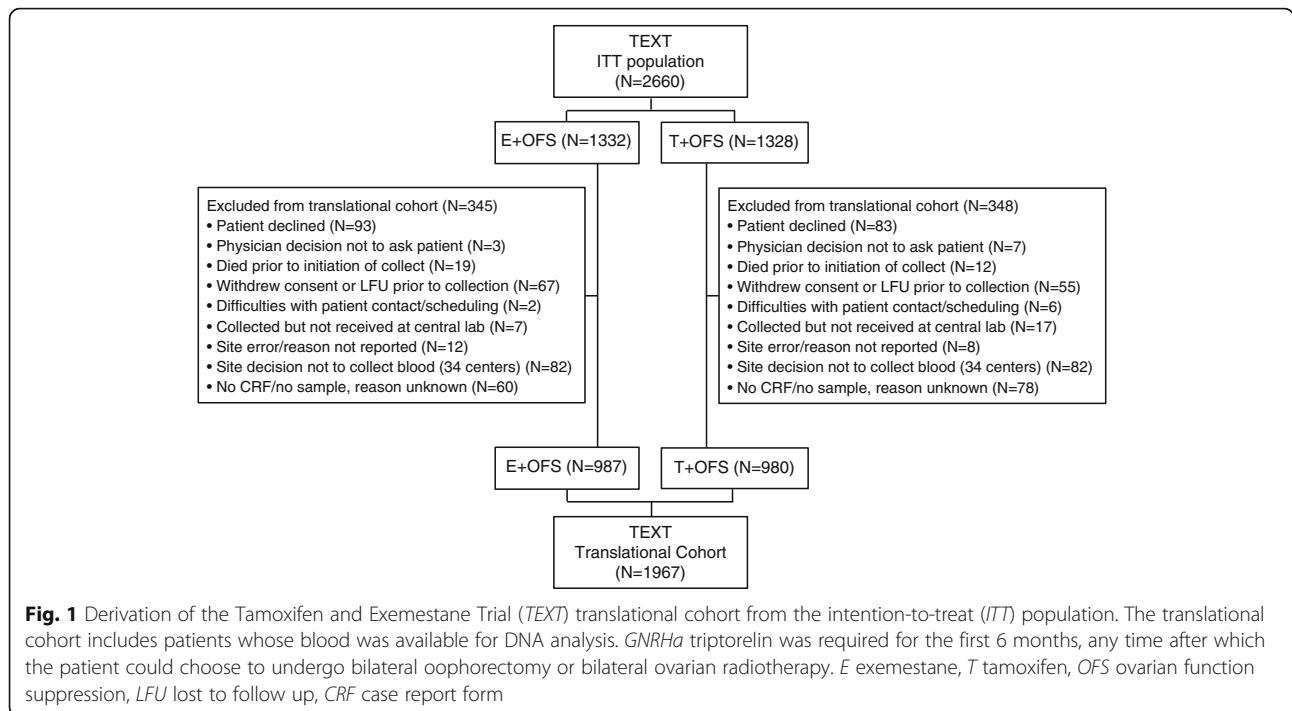 TEXT
ITT population
(N=2660)
E+OFS (N=1332)
T+OFS (N=1328)
Excluded from translational cohort (N=345)
• Patient declined (N=93)
• Physician decision not to ask patient (N=3)
• Died prior to initiation of collect (N=19)
• Withdrew consent or LFU prior to collection (N=67)
• Difficulties with patient contact/scheduling (N=2)
• Collected but not received at central lab (N=7)
• Site error/reason not reported (N=12)
• Site decision not to collect blood (34 centers) (N=82)
• No CRF/no sample, reason unknown (N=60)
Excluded from translational cohort (N=348)
• Patient declined (N=83)
• Physician decision not to ask patient (N=7)
• Died prior to initiation of collect (N=12)
• Withdrew consent or LFU prior to collection (N=55)
• Difficulties with patient contact/scheduling (N=6)
• Collected but not received at central lab (N=17)
• Site error/reason not reported (N=8)
• Site decision not to collect blood (34 centers) (N=82)
• No CRF/no sample, reason unknown (N=78)
E+OFS (N=987)
T+OFS (N=980)
TEXT
Translational Cohort
(N=1967)
Fig. 1 Derivation of the Tamoxifen and Exemestane Trial (TEXT) translational cohort from the intention-to-treat (ITT) population. The translational
cohort includes patients whose blood was available for DNA analysis. GNRHa triptorelin was required for the first 6 months, any time after which
the patient could choose to undergo bilateral oophorectomy or bilateral ovarian radiotherapy. E exemestane, T tamoxifen, OFS ovarian function
suppression, LFU lost to follow up, CRF case report form